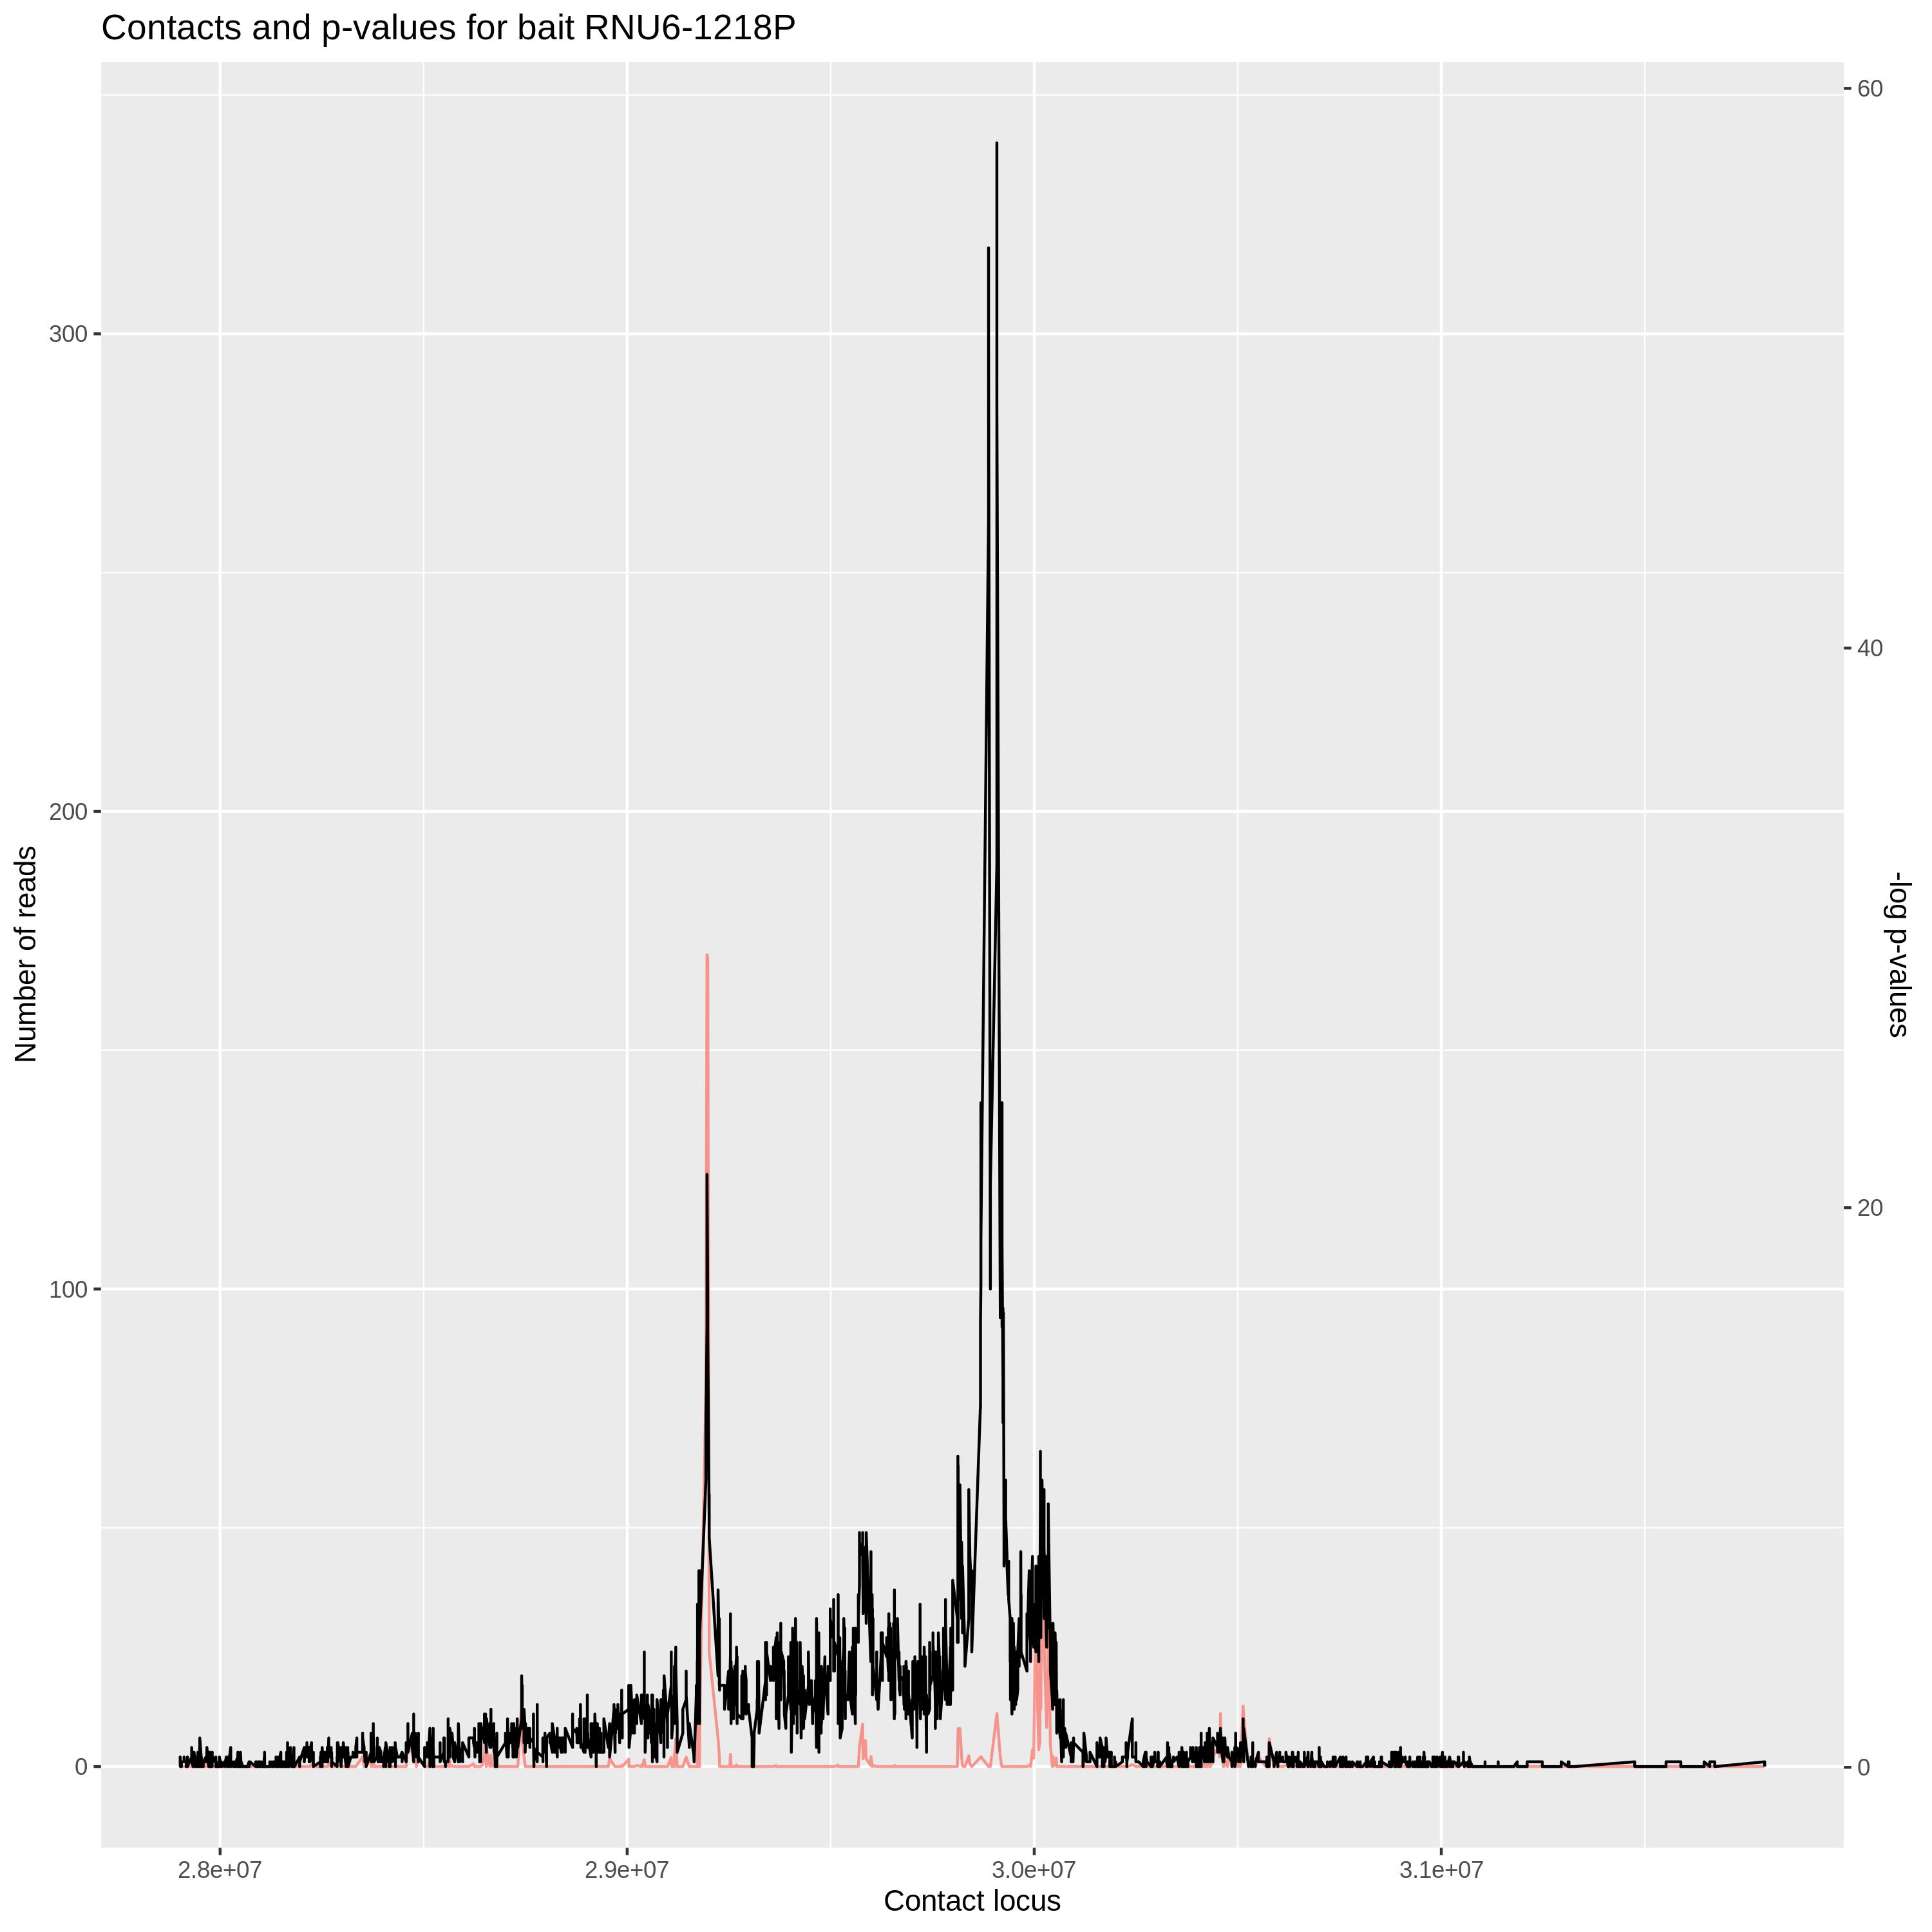 Contacts and p-values for bait RNU6-1218P
60
300
40
200
Number of reads
-log p-values
20
100
0
0
2.8e+07
2.9e+07
3.0e+07
3.1e+07
Contact locus